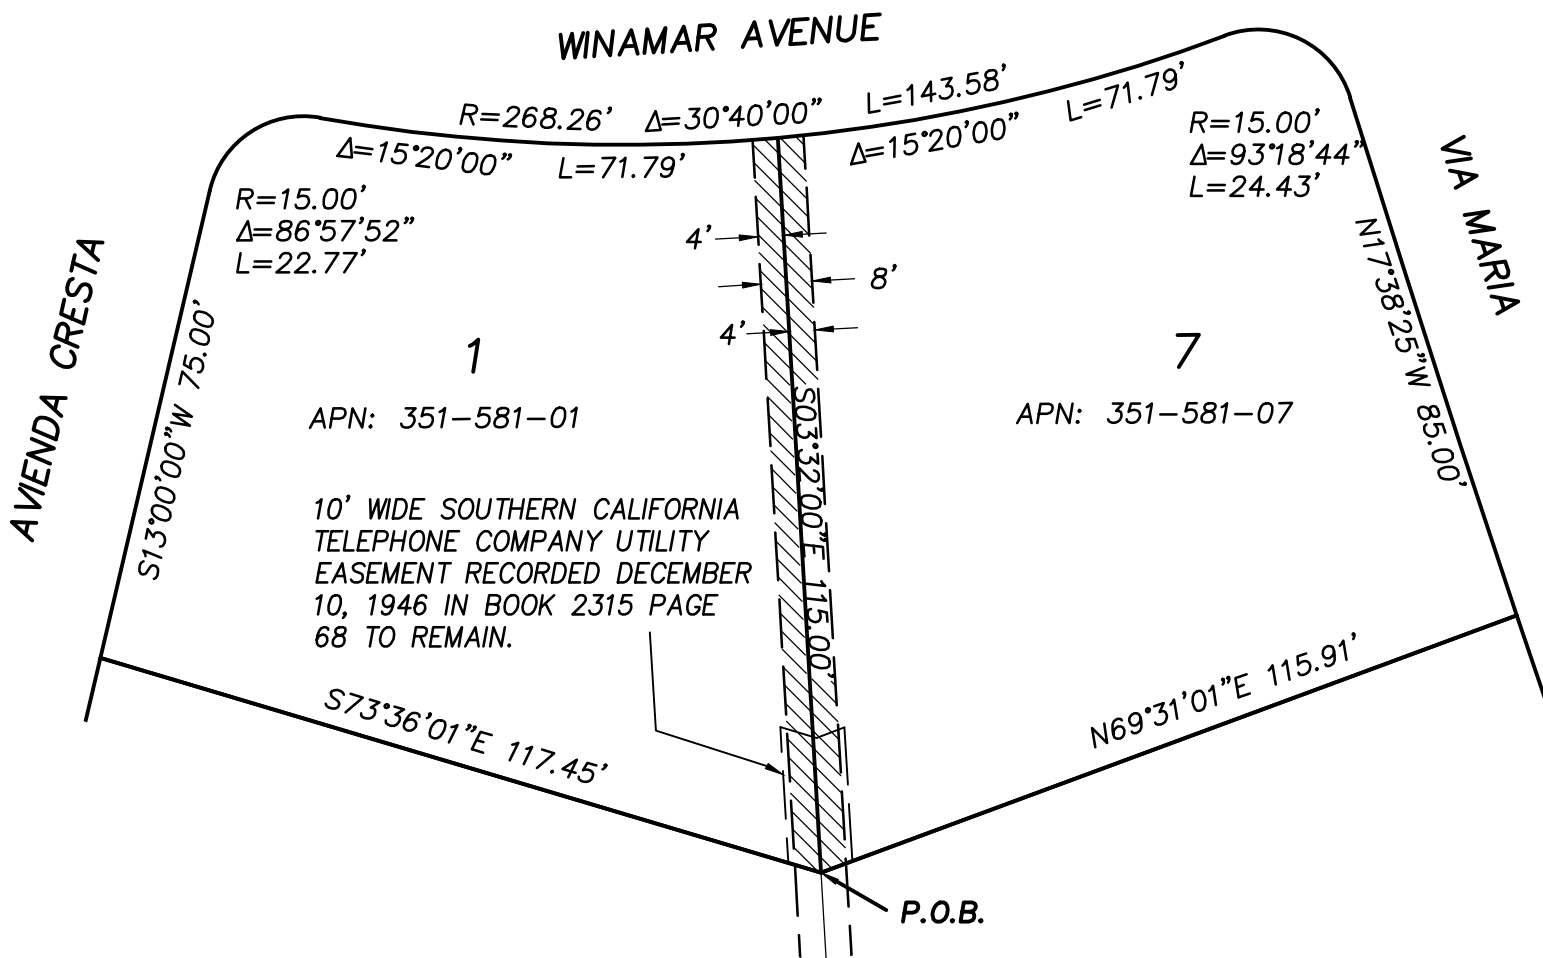 WINAMAR AVENUE
R=268.26' Δ=30°40'00" L=143.58'
Δ=15°20'00" L=71.79'
Δ=15°20'00" L=71.79'
R=15.00'
Δ=86°57'52"
L=22.77'
R=15.00'
Δ=93°18'44"
L=24.43'
AVIENDA CRESTA
VIA MARIA
S13°00'00"W 75.00'
N17°38'25"W 85.00'
4'
8'
4'
1
7
APN: 351-581-01
APN: 351-581-07
S03°32'00"E 115.00'
10' WIDE SOUTHERN CALIFORNIA
TELEPHONE COMPANY UTILITY
EASEMENT RECORDED DECEMBER
10, 1946 IN BOOK 2315 PAGE
68 TO REMAIN.
S73°36'01"E 117.45'
N69°31'01"E 115.91'
P.O.B.